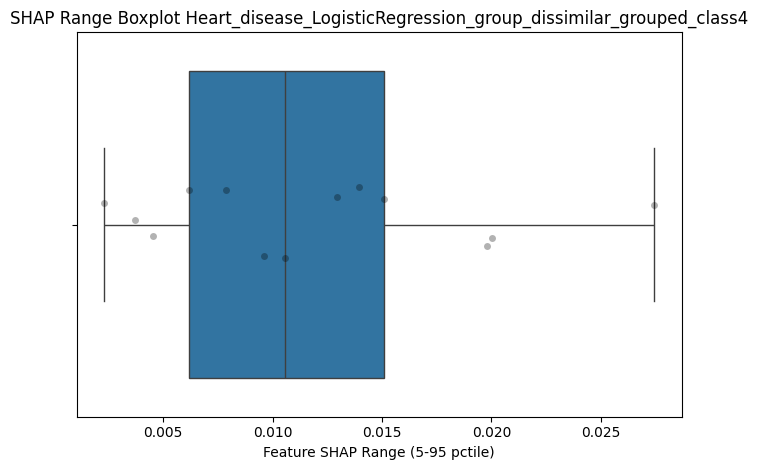 SHAP Range Boxplot Heart_disease_LogisticRegression_group_dissimilar_grouped_class4
0.005 0.010 0.015 0.020 0.025
Feature SHAP Range (5-95 pctile)